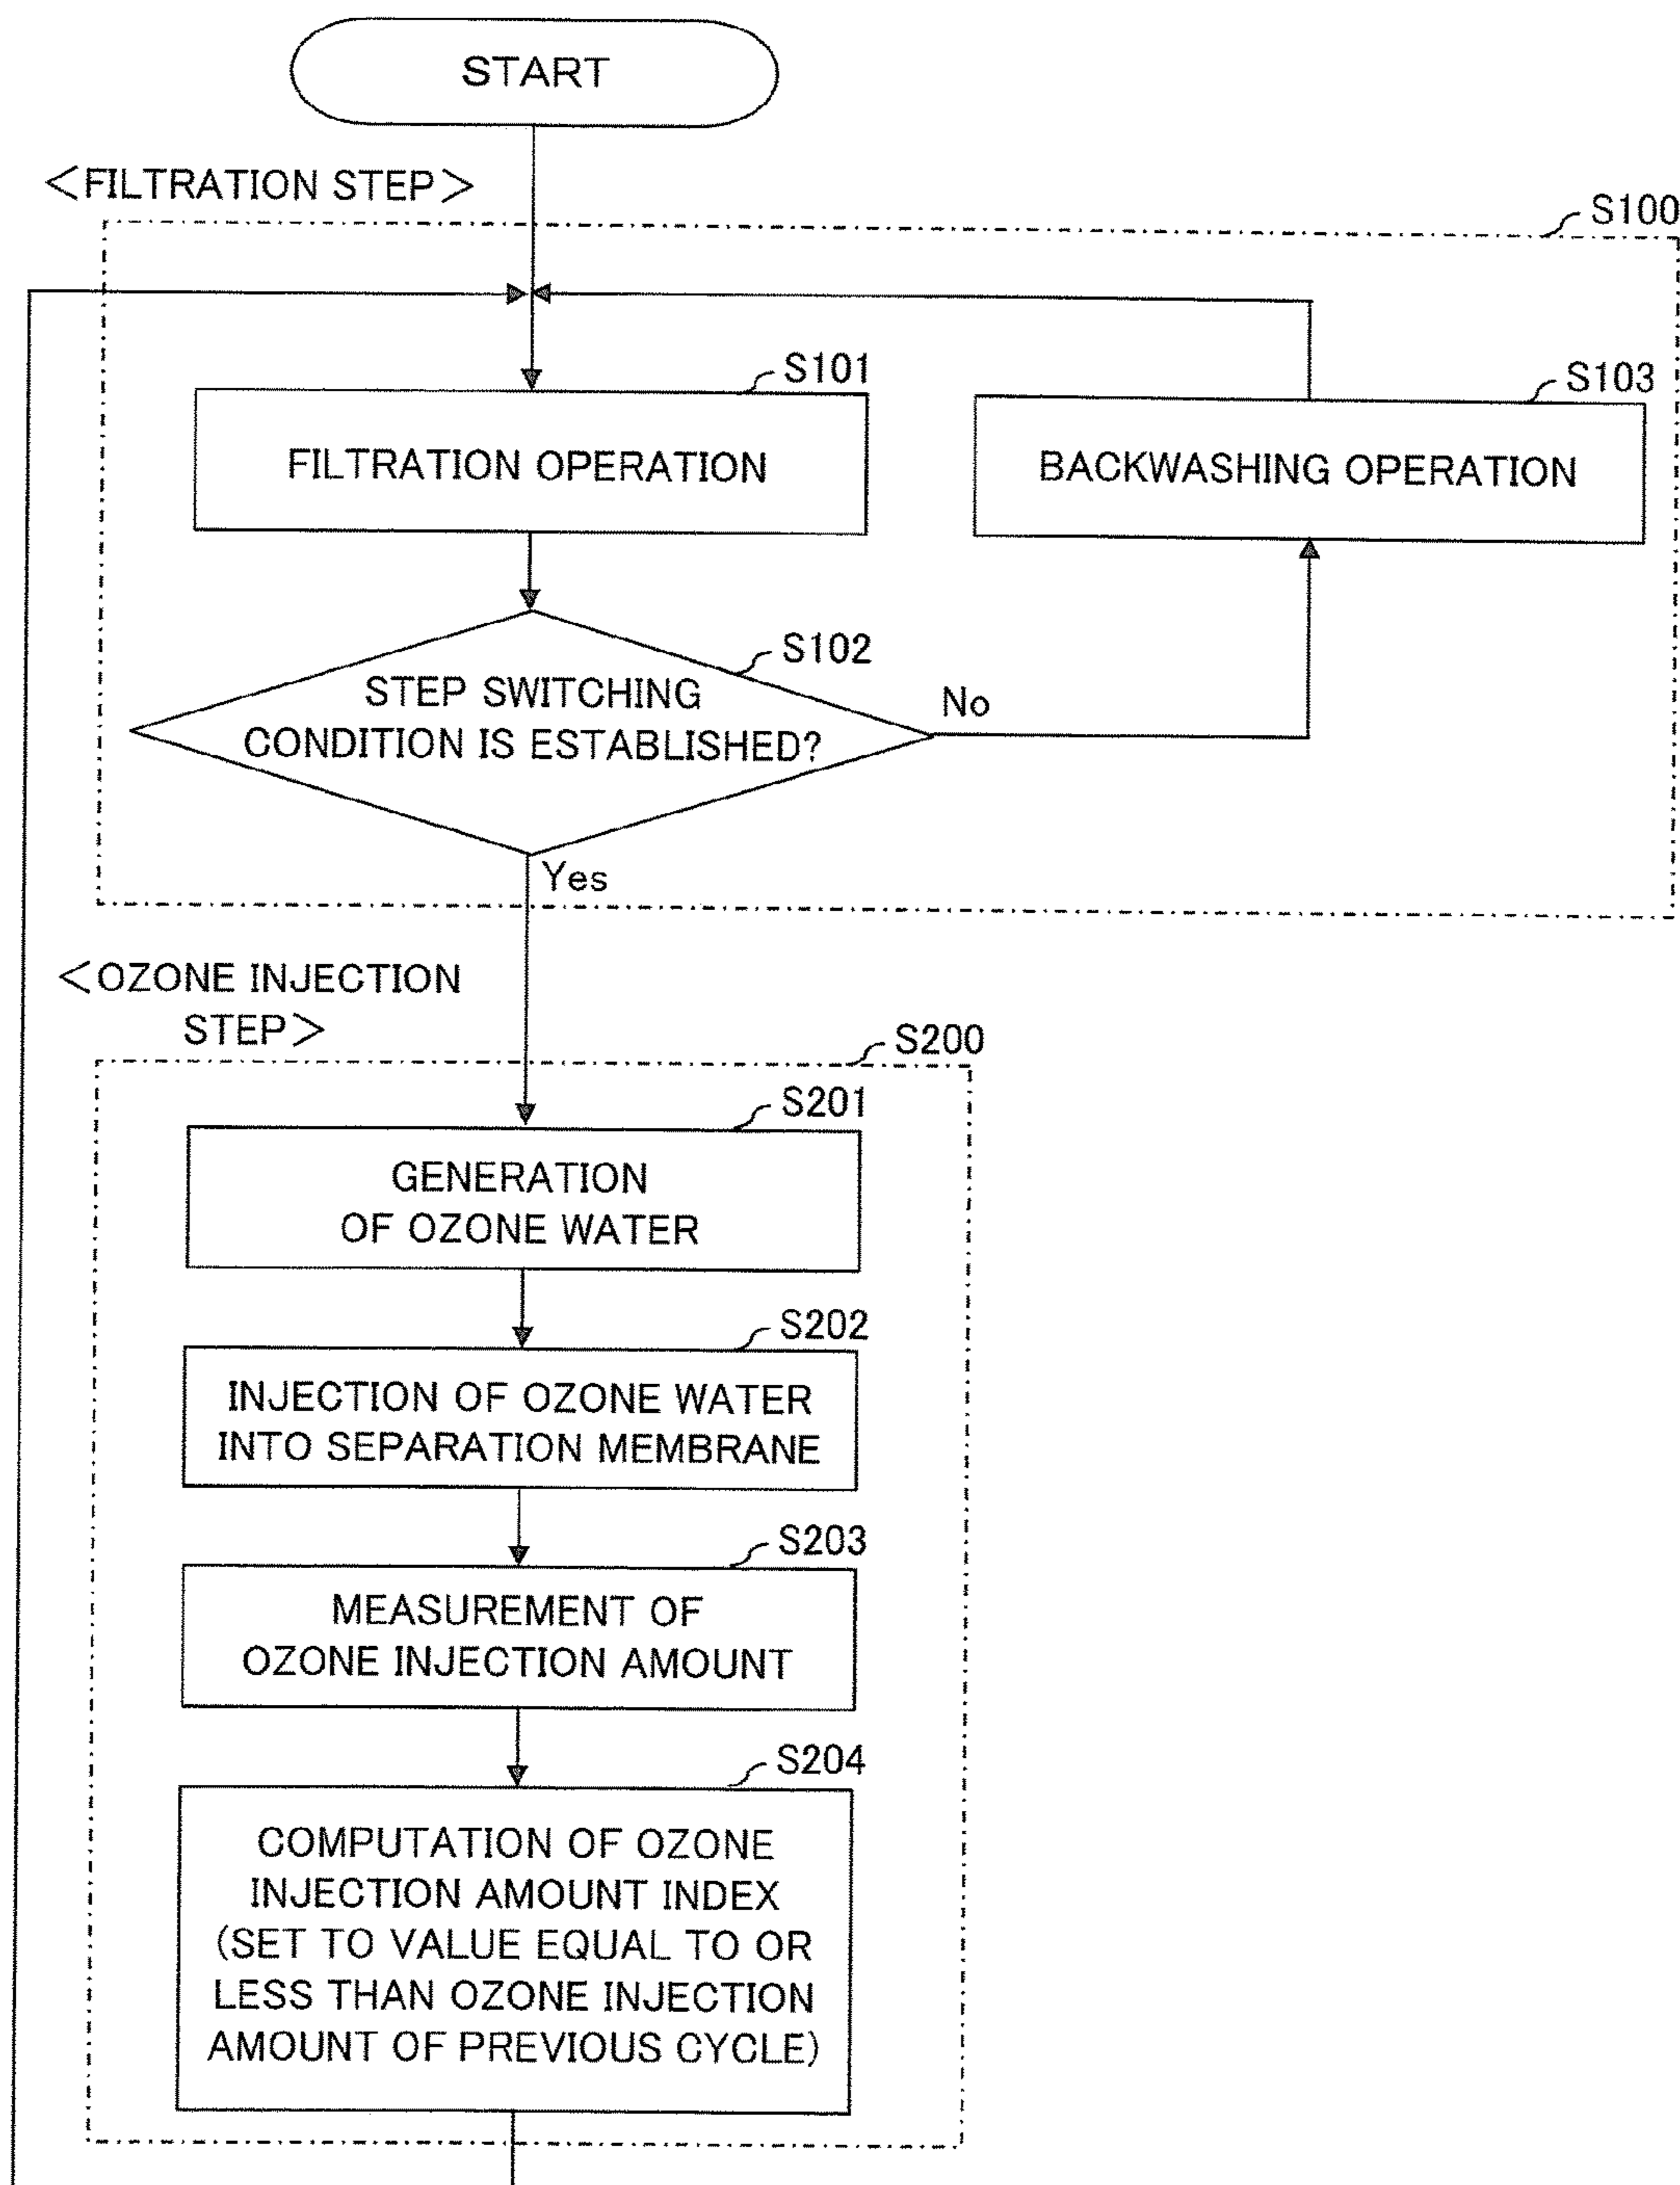 START
<FILTRATION STEP>
S100
S101
FILTRATION OPERATION
S103
BACKWASHING OPERATION
S102
STEP SWITCHING
CONDITION IS ESTABLISHED?
No
Yes
<OZONE INJECTION
STEP>
S200
S201
GENERATION
OF OZONE WATER
S202
INJECTION OF OZONE WATER
INTO SEPARATION MEMBRANE
S203
MEASUREMENT OF
OZONE INJECTION AMOUNT
S204
COMPUTATION OF OZONE
INJECTION AMOUNT INDEX
(SET TO VALUE EQUAL TO OR
LESS THAN OZONE INJECTION
AMOUNT OF PREVIOUS CYCLE)